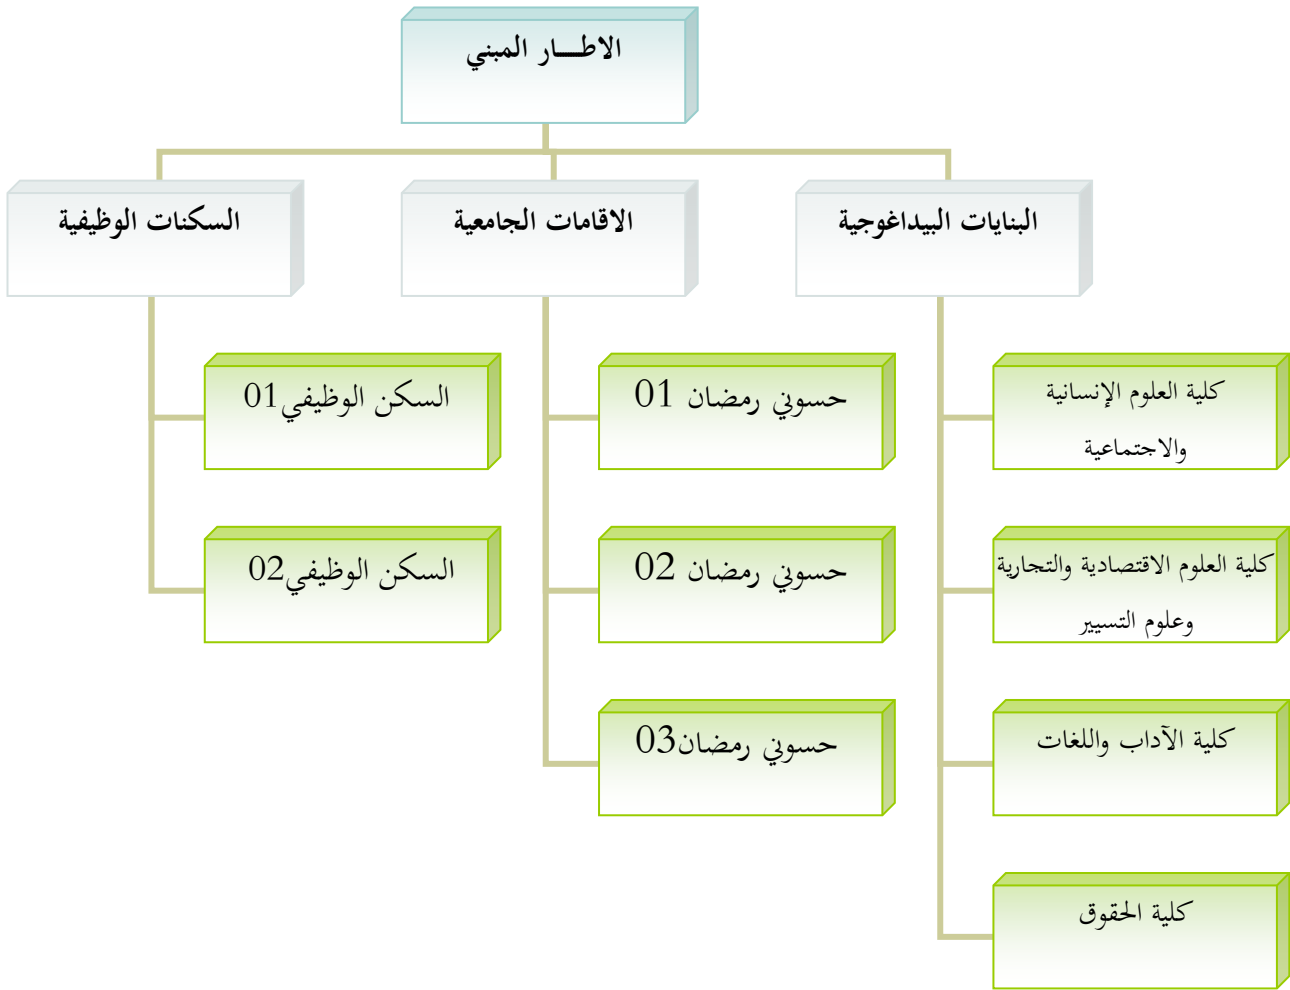 الاطـــار المبني
البنايات البيداغوجية
الاقامات الجامعية
السكنات الوظيفية
كلية العلوم الإنسانية
والاجتماعية
كلية العلوم الاقتصادية والتجارية
وعلوم التسيير
كلية الآداب واللغات
كلية الحقوق
حسوني رمضان 01
حسوني رمضان 02
حسوني رمضان03
السكن الوظيفي01
السكن الوظيفي02